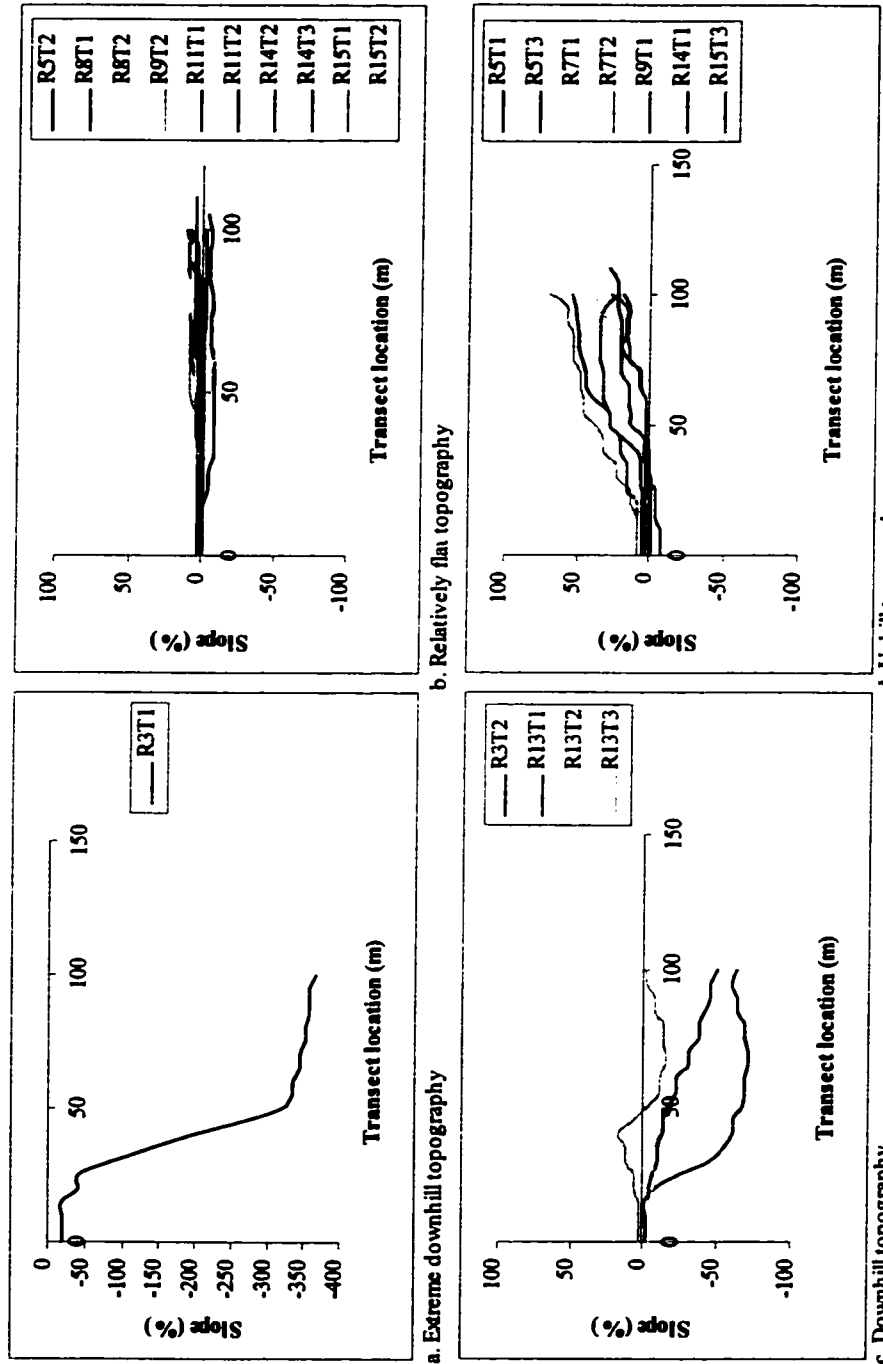 0
-50
-100
-150
-200
-250
-300
-350
-400
Slope (%)
0
50
100
150
Transect location (m)
R3T1
a. Extreme downhill topography
100
50
0
-50
-100
Slope (%)
0
50
100
Transect location (m)
R5T2
R8T1
R8T2
R9T2
R11T1
R11T2
R14T2
R14T3
R15T1
R15T2
b. Relatively flat topography
100
50
0
-50
-100
Slope (%)
0
50
100
150
Transect location (m)
R3T2
R13T1
R13T2
R13T3
c. Downhill topography
100
50
0
-50
-100
Slope (%)
0
50
100
150
Transect location (m)
R5T1
R5T3
R7T1
R7T2
R9T1
R14T1
R15T3